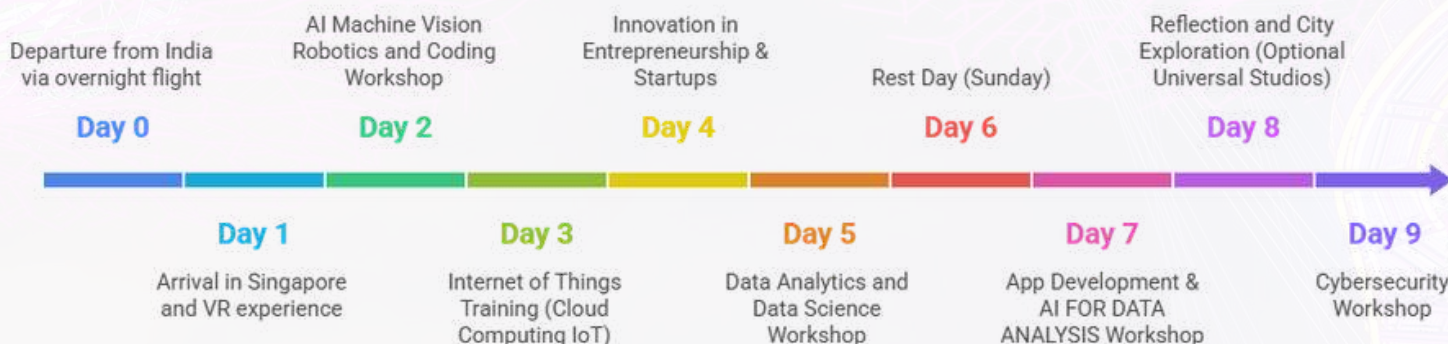 Departure from India
via overnight flight
Day 0
Day 1
Arrival in Singapore
and VR experience
AI Machine Vision
Robotics and Coding
Workshop
Day 2
Day 3
Internet of Things
Training (Cloud
Computing IoT)
Innovation in
Entrepreneurship &
Startups
Day 4
Day 5
Data Analytics and
Data Science
Workshop
Rest Day (Sunday)
Day 6
Day 7
App Development &
AI FOR DATA
ANALYSIS Workshop
Reflection and City
Exploration (Optional
Universal Studios)
Day 8
Day 9
Cybersecurity
Workshop